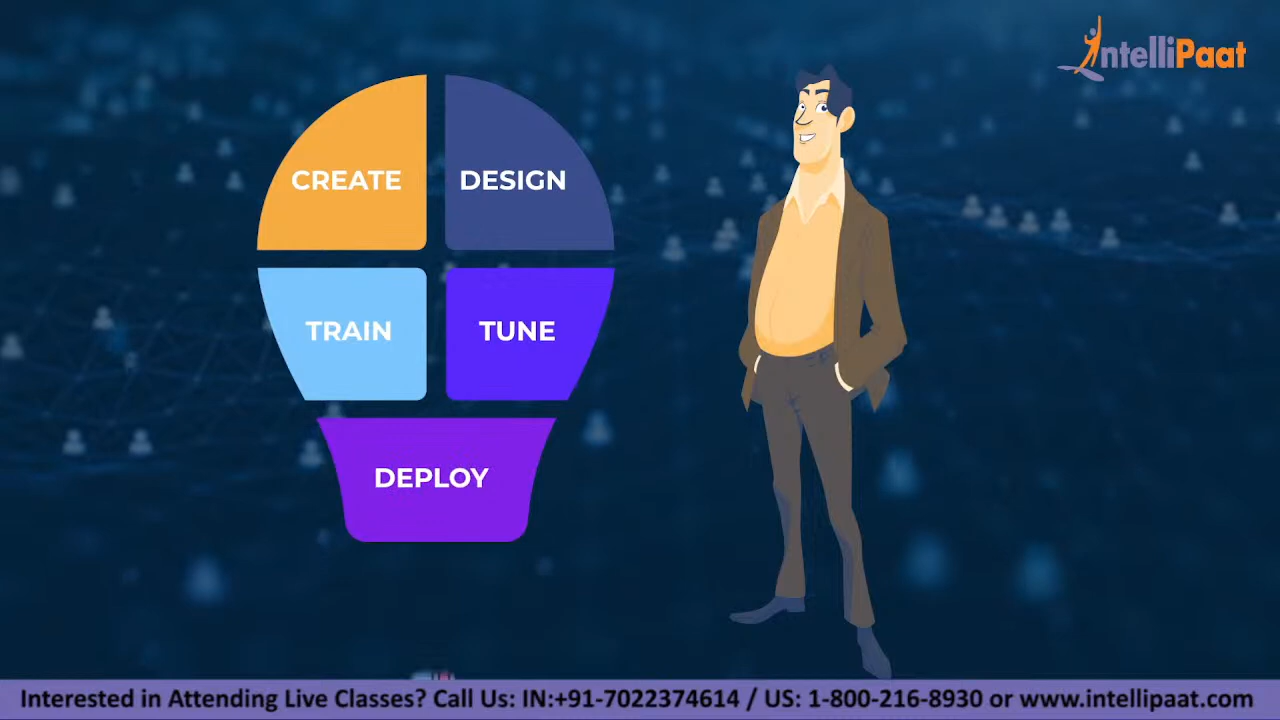 IntelliPaat
CREATE
DESIGN
TRAIN
TUNE
DEPLOY
Interested in Attending Live Classes? Call Us: IN:+91-7022374614 / US: 1-800-216-8930 or www.intellipaat.com